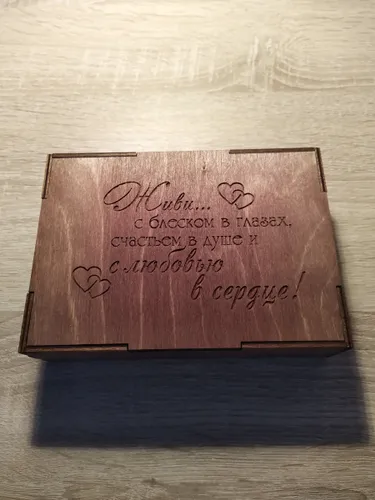 Живи...
с блеском в глазах,
счастьем в душе и
с любовью
в сердце!